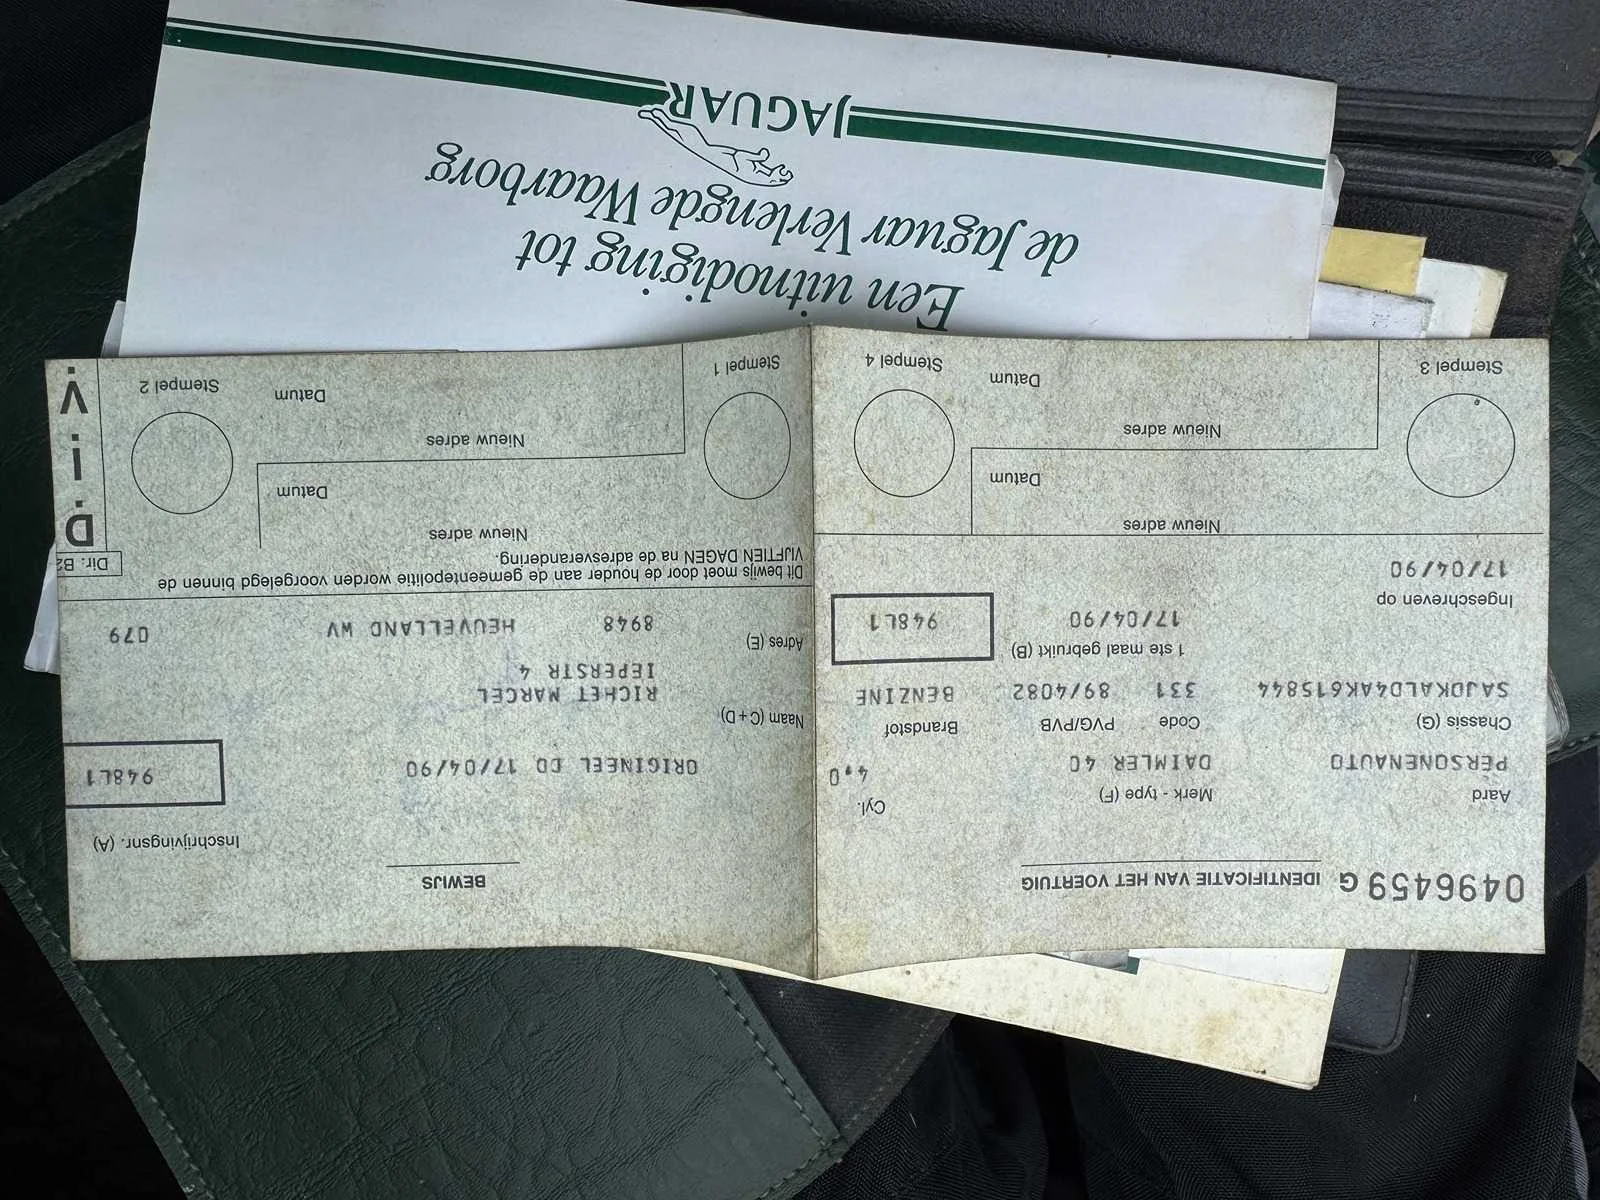 0496459 G IDENTIFICATIE VAN HET VOERTUIG
Aard Merk - type (F) Cyl.
PERSONENAUTO DAIMLER 40 4,0
Chassis (G) Code PVG/PVB Brandstof
SAJDKALD4AK615844 331 89/4082 BENZINE
1 ste maal gebruikt (B)
17/04/90 948L1
Ingeschreven op
17/04/90
Nieuw adres
Datum
Nieuw adres
Datum
Stempel 3 Stempel 4
BEWIJS
Inschrijvingsnr. (A)
ORIGINEEL DD 17/04/90 948L1
Naam (C+D)
RICHET MARCEL
IEPERSTR 4
Adres (E) 8948 HEUVELLAND WV 079
Dit bewijs moet door de houder aan de gemeentepolitie worden voorgelegd binnen de
VIJFTIEN DAGEN na de adresverandering.
Dir. B2
D.I.V.
Nieuw adres
Datum
Nieuw adres
Datum
Stempel 1 Stempel 2
Een uitnodiging tot
de Jaguar Verlengde Waarborg
JAGUAR